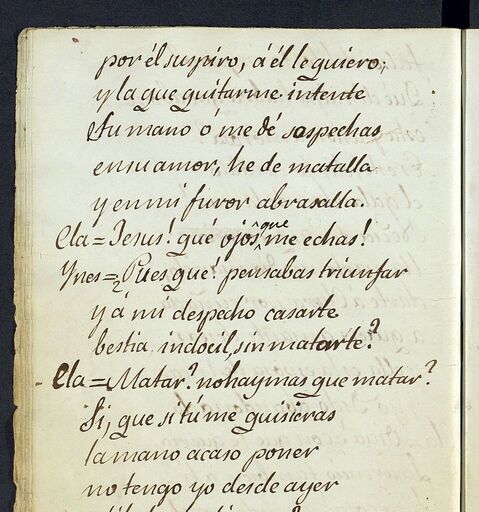 por él suspiro, á él le quiero;
y la que quitarme intente
Su mano ó me dé sospechas
en su amor, he de matalla
y en mi furor abrasalla.
Cla = Jesus! qué ojos, que me echas!
Ynes = Pues que! pensabas triunfar
y á mi despecho casarte
bestia indocil, sin matarte?
Cla = Matar? no hay mas que matar?
Si, que si tú me quisieras
la mano acaso poner
no tengo yo desde ayer